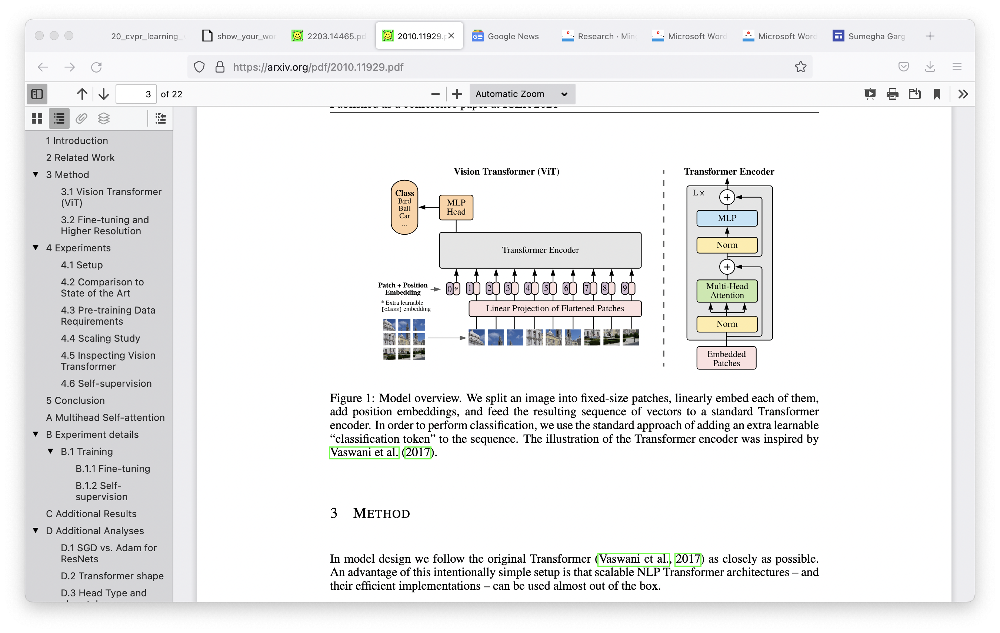 20_cvpr_learning_
show_your_wor
2203.14465.pd
2010.11929.p
Google News
Research · Min
Microsoft Word
Microsoft Word
Sumegha Garg
https://arxiv.org/pdf/2010.11929.pdf
3 of 22
Automatic Zoom
1 Introduction
2 Related Work
3 Method
3.1 Vision Transformer
(ViT)
3.2 Fine-tuning and
Higher Resolution
4 Experiments
4.1 Setup
4.2 Comparison to
State of the Art
4.3 Pre-training Data
Requirements
4.4 Scaling Study
4.5 Inspecting Vision
Transformer
4.6 Self-supervision
5 Conclusion
A Multihead Self-attention
B Experiment details
B.1 Training
B.1.1 Fine-tuning
B.1.2 Self-
supervision
C Additional Results
D Additional Analyses
D.1 SGD vs. Adam for
ResNets
D.2 Transformer shape
D.3 Head Type and
Published as a conference paper at ICLR 2021
Vision Transformer (ViT)
Class
Bird
Ball
Car
...
MLP
Head
Transformer Encoder
Patch + Position
Embedding
* Extra learnable
[class] embedding
0 * 1 2 3 4 5 6 7 8 9
Linear Projection of Flattened Patches
Transformer Encoder
L x
+
MLP
Norm
+
Multi-Head
Attention
Norm
Embedded
Patches
Figure 1: Model overview. We split an image into fixed-size patches, linearly embed each of them,
add position embeddings, and feed the resulting sequence of vectors to a standard Transformer
encoder. In order to perform classification, we use the standard approach of adding an extra learnable
“classification token” to the sequence. The illustration of the Transformer encoder was inspired by
Vaswani et al. (2017).
3 METHOD
In model design we follow the original Transformer (Vaswani et al., 2017) as closely as possible.
An advantage of this intentionally simple setup is that scalable NLP Transformer architectures – and
their efficient implementations – can be used almost out of the box.